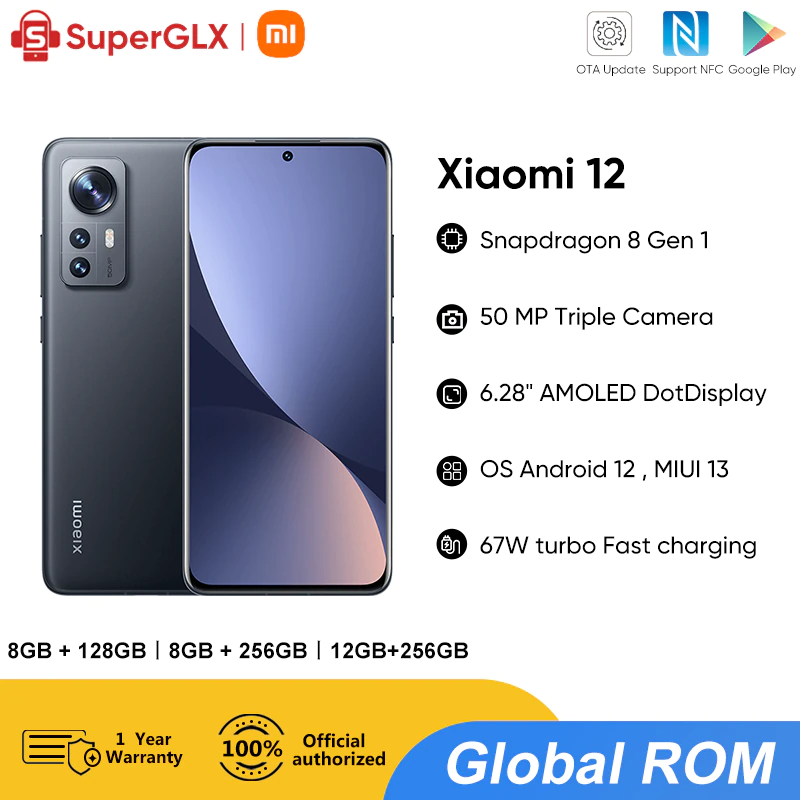 SuperGLX
mi
OTA Update
Support NFC
Google Play
Xiaomi 12
Snapdragon 8 Gen 1
50 MP Triple Camera
6.28" AMOLED DotDisplay
OS Android 12 , MIUI 13
67W turbo Fast charging
50MP
xiaomi
8GB + 128GB | 8GB + 256GB | 12GB+256GB
1 Year
Warranty
100%
Official
authorized
Global ROM